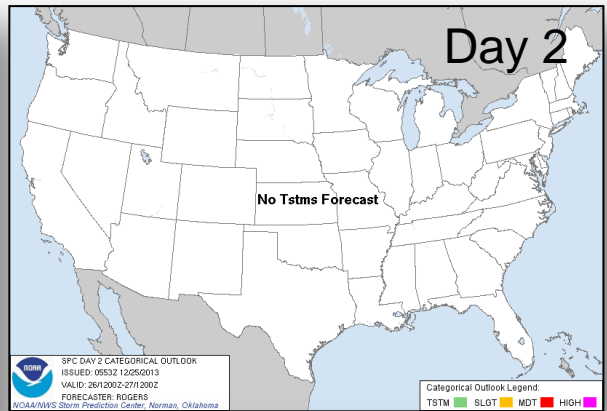 Day 2
No Tstms Forecast
NOAA
SPC DAY 2 CATEGORICAL OUTLOOK
ISSUED: 0553Z 12/25/2013
VALID: 26/1200Z-27/1200Z
FORECASTER: ROGERS
NOAA/NWS Storm Prediction Center, Norman, Oklahoma
Categorical Outlook Legend:
TSTM SLGT MDT HIGH